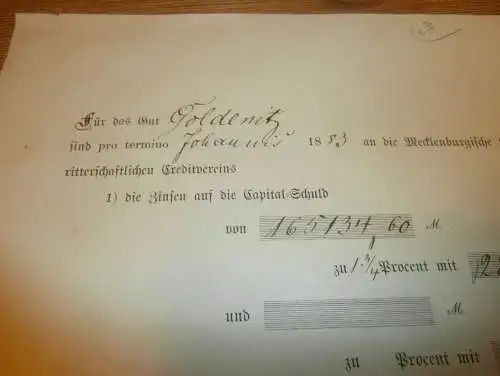 3.
Für das Gut Goldenitz
sind pro termino Johannis 1883 an die Mecklenburgische
ritterschaftlichen Creditvereins
1) die Zinsen auf die Capital-Schuld
von 165134,60 M.
zu 1 3/4 Procent mit
und M.
zu Procent mit